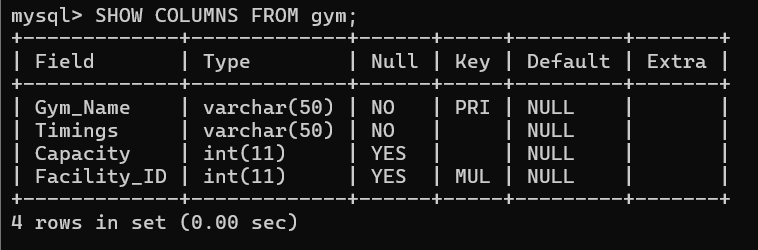 mysql> SHOW COLUMNS FROM gym;
+-------------+-------------+------+-----+---------+-------+
| Field       | Type        | Null | Key | Default | Extra |
+-------------+-------------+------+-----+---------+-------+
| Gym_Name    | varchar(50) | NO   | PRI | NULL    |       |
| Timings     | varchar(50) | NO   |     | NULL    |       |
| Capacity    | int(11)     | YES  |     | NULL    |       |
| Facility_ID | int(11)     | YES  | MUL | NULL    |       |
+-------------+-------------+------+-----+---------+-------+
4 rows in set (0.00 sec)